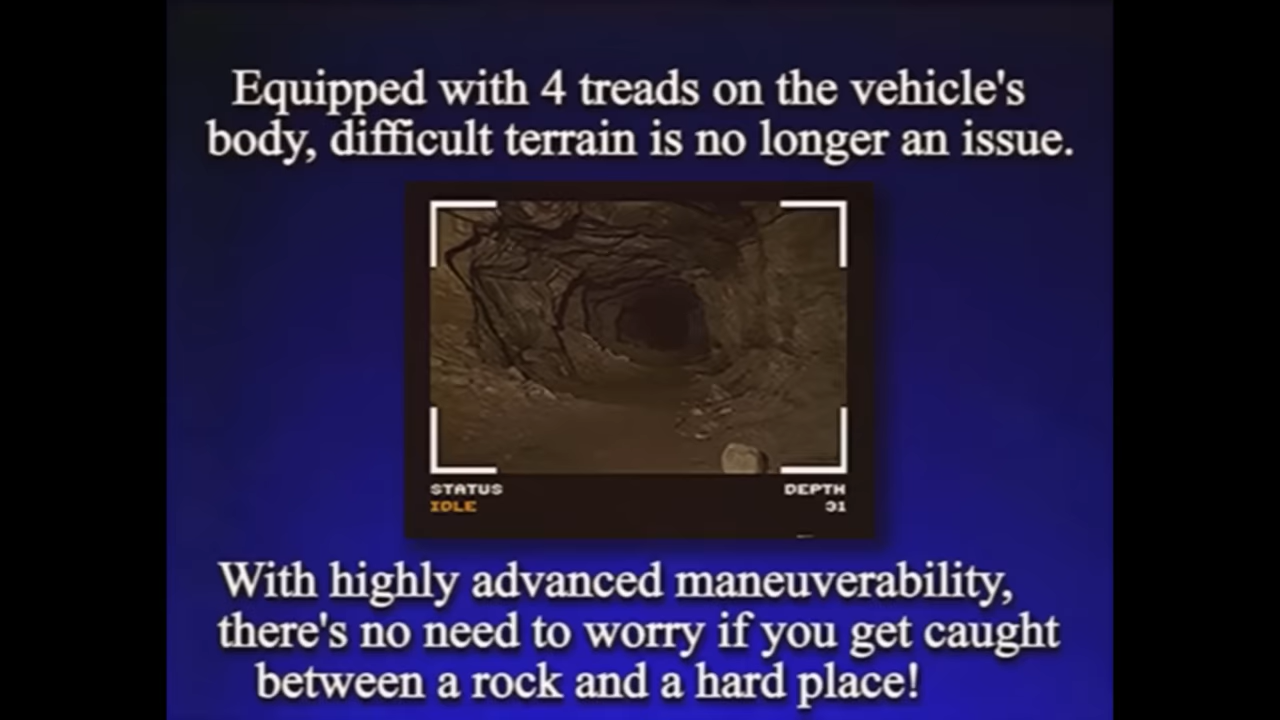 Equipped with 4 treads on the vehicle's
body, difficult terrain is no longer an issue.
STATUS
IDLE
DEPTH
31
With highly advanced maneuverability,
there's no need to worry if you get caught
between a rock and a hard place!